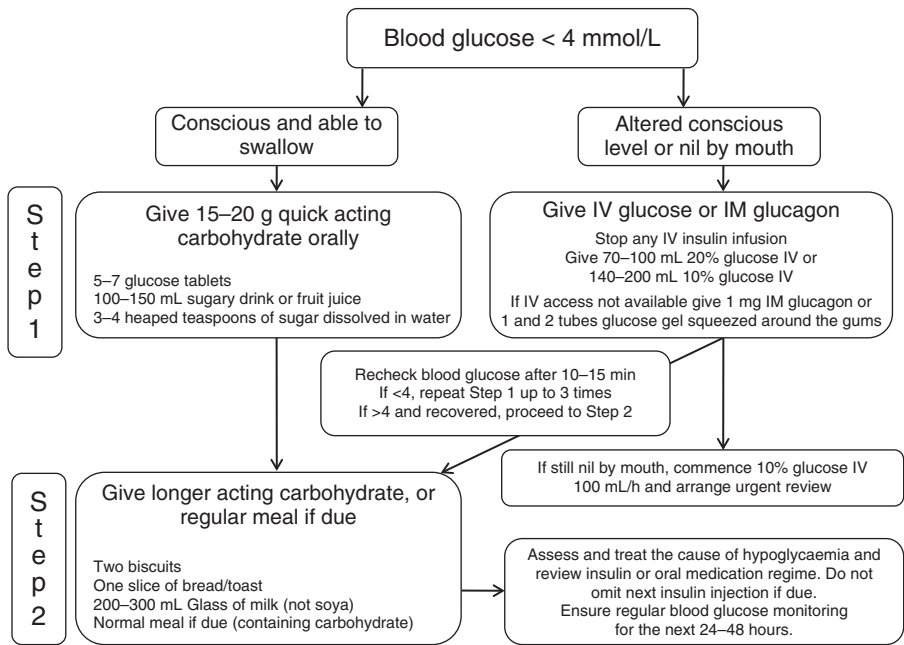 Blood glucose < 4 mmol/L
Conscious and able to
swallow
Altered conscious
level or nil by mouth
Step 1
Give 15–20 g quick acting
carbohydrate orally
5–7 glucose tablets
100–150 mL sugary drink or fruit juice
3–4 heaped teaspoons of sugar dissolved in water
Give IV glucose or IM glucagon
Stop any IV insulin infusion
Give 70–100 mL 20% glucose IV or
140–200 mL 10% glucose IV
If IV access not available give 1 mg IM glucagon or
1 and 2 tubes glucose gel squeezed around the gums
Recheck blood glucose after 10–15 min
If <4, repeat Step 1 up to 3 times
If >4 and recovered, proceed to Step 2
If still nil by mouth, commence 10% glucose IV
100 mL/h and arrange urgent review
Step 2
Give longer acting carbohydrate, or
regular meal if due
Two biscuits
One slice of bread/toast
200–300 mL Glass of milk (not soya)
Normal meal if due (containing carbohydrate)
Assess and treat the cause of hypoglycaemia and
review insulin or oral medication regime. Do not
omit next insulin injection if due.
Ensure regular blood glucose monitoring
for the next 24–48 hours.